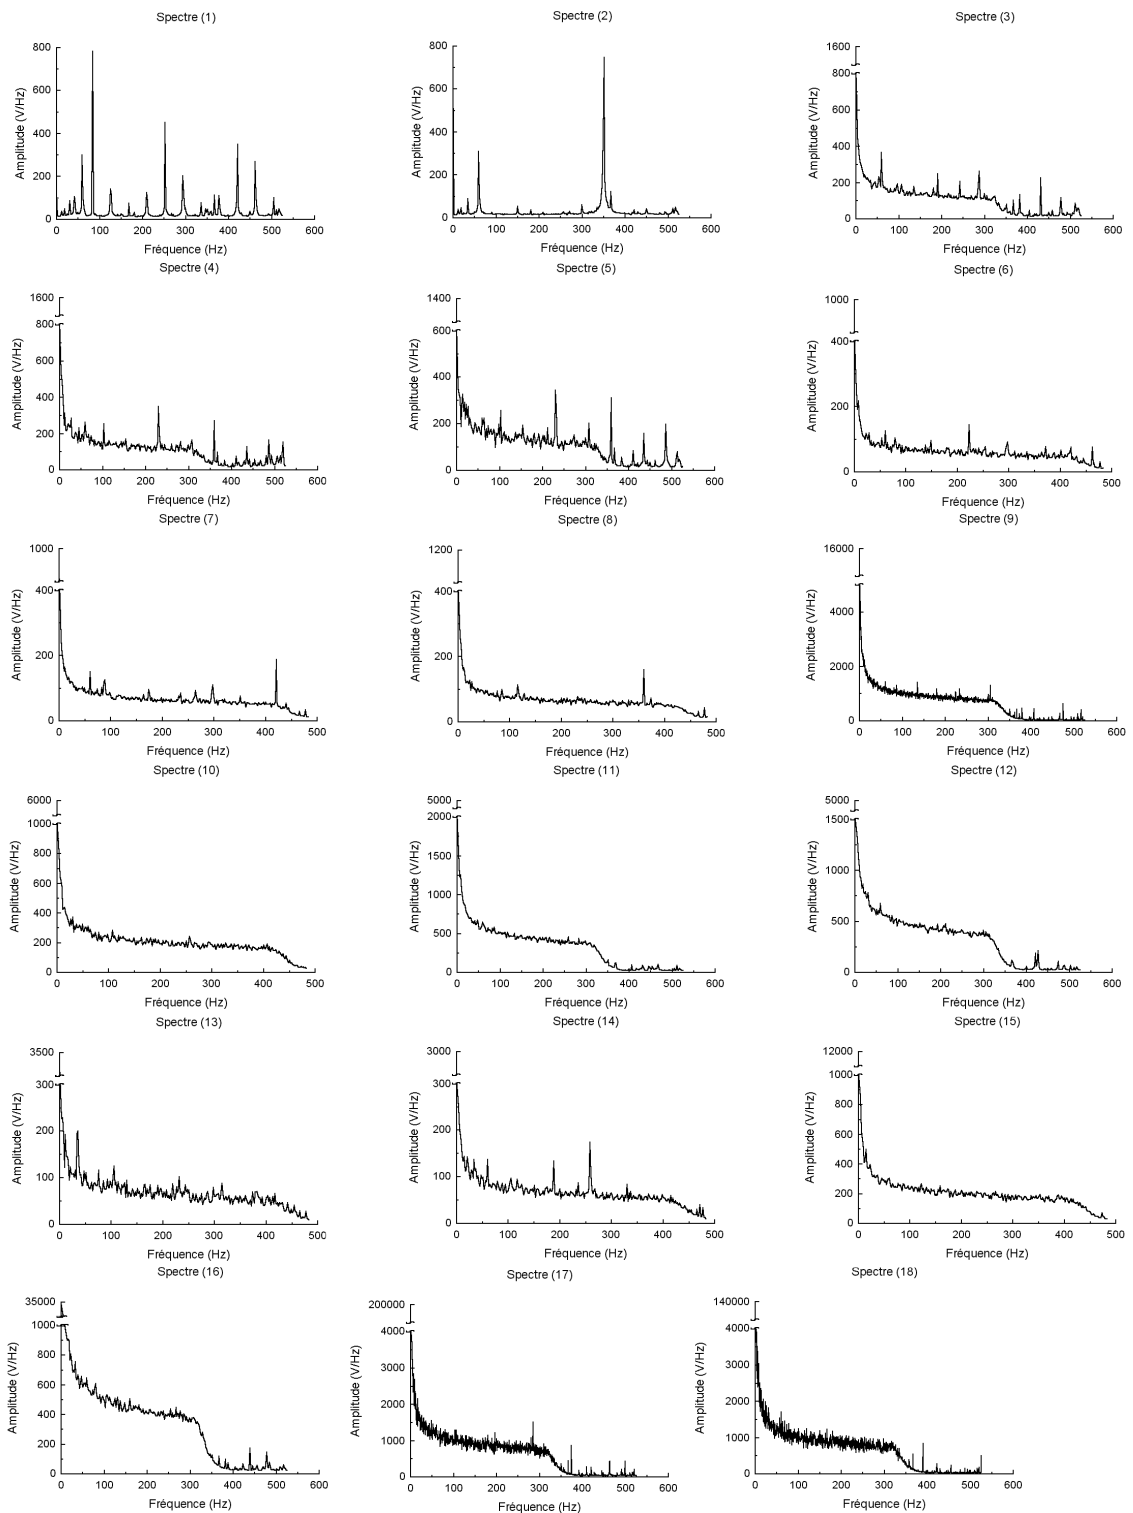 Spectre (1)
800
600
400
200
0
0 100 200 300 400 500 600
Amplitude (V/Hz)
Fréquence (Hz)
Spectre (2)
800
600
400
200
0
0 100 200 300 400 500 600
Amplitude (V/Hz)
Fréquence (Hz)
Spectre (3)
1600
800
600
400
200
0
0 100 200 300 400 500 600
Amplitude (V/Hz)
Fréquence (Hz)
Spectre (4)
1600
800
600
400
200
0
0 100 200 300 400 500 600
Amplitude (V/Hz)
Fréquence (Hz)
Spectre (5)
1400
600
400
200
0
0 100 200 300 400 500 600
Amplitude (V/Hz)
Fréquence (Hz)
Spectre (6)
1000
400
200
0
0 100 200 300 400 500
Amplitude (V/Hz)
Fréquence (Hz)
Spectre (7)
1000
400
200
0
0 100 200 300 400 500
Amplitude (V/Hz)
Fréquence (Hz)
Spectre (8)
1200
400
200
0
0 100 200 300 400 500
Amplitude (V/Hz)
Fréquence (Hz)
Spectre (9)
16000
4000
2000
0
0 100 200 300 400 500 600
Amplitude (V/Hz)
Fréquence (Hz)
Spectre (10)
6000
1000
800
600
400
200
0
0 100 200 300 400 500
Amplitude (V/Hz)
Fréquence (Hz)
Spectre (11)
5000
2000
1500
1000
500
0
0 100 200 300 400 500 600
Amplitude (V/Hz)
Fréquence (Hz)
Spectre (12)
5000
1500
1000
500
0
0 100 200 300 400 500 600
Amplitude (V/Hz)
Fréquence (Hz)
Spectre (13)
3500
300
200
100
0
0 100 200 300 400 500
Amplitude (V/Hz)
Fréquence (Hz)
Spectre (14)
3000
300
200
100
0
0 100 200 300 400 500
Amplitude (V/Hz)
Fréquence (Hz)
Spectre (15)
12000
1000
800
600
400
200
0
0 100 200 300 400 500
Amplitude (V/Hz)
Fréquence (Hz)
Spectre (16)
35000
1000
800
600
400
200
0
0 100 200 300 400 500 600
Amplitude (V/Hz)
Fréquence (Hz)
Spectre (17)
200000
4000
3000
2000
1000
0
0 100 200 300 400 500 600
Amplitude (V/Hz)
Fréquence (Hz)
Spectre (18)
140000
4000
3000
2000
1000
0
0 100 200 300 400 500 600
Amplitude (V/Hz)
Fréquence (Hz)